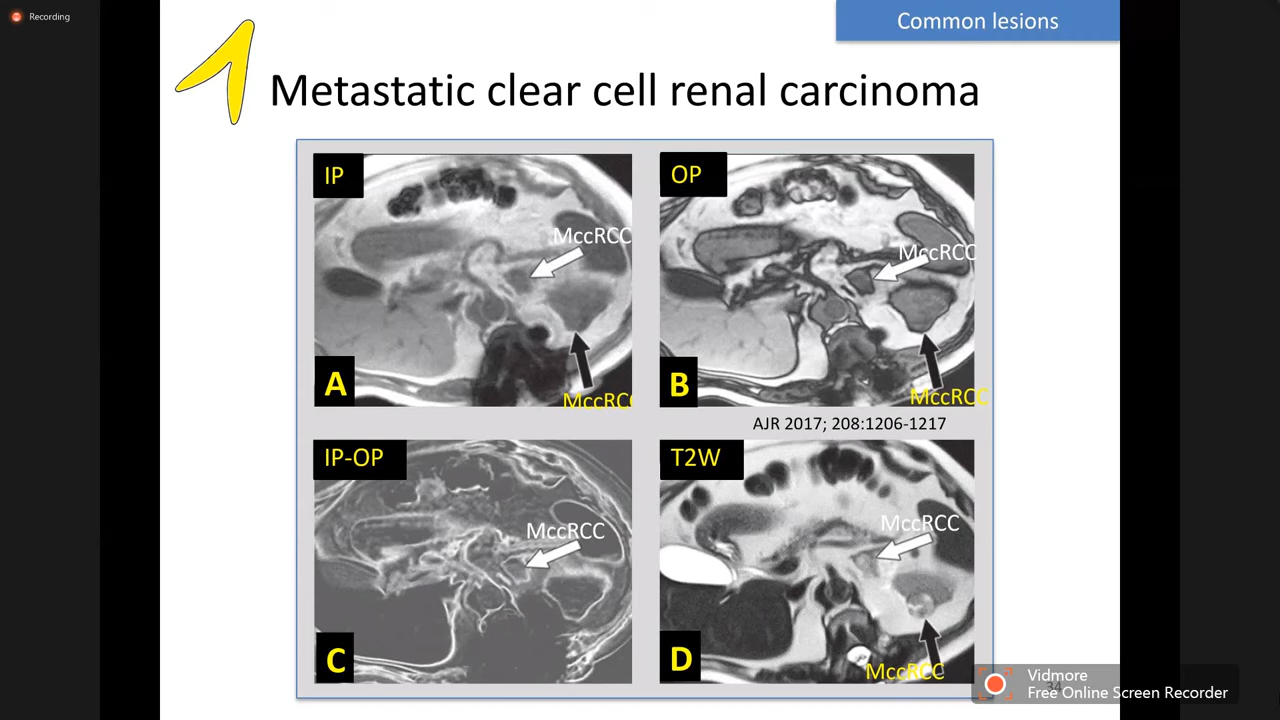 Recording
Common lesions
Metastatic clear cell renal carcinoma
IP
MccRCC
A
MccRCC
OP
MccRCC
B
MccRCC
AJR 2017; 208:1206-1217
IP-OP
MccRCC
C
T2W
MccRCC
D
MccRCC
34
Vidmore
Free Online Screen Recorder